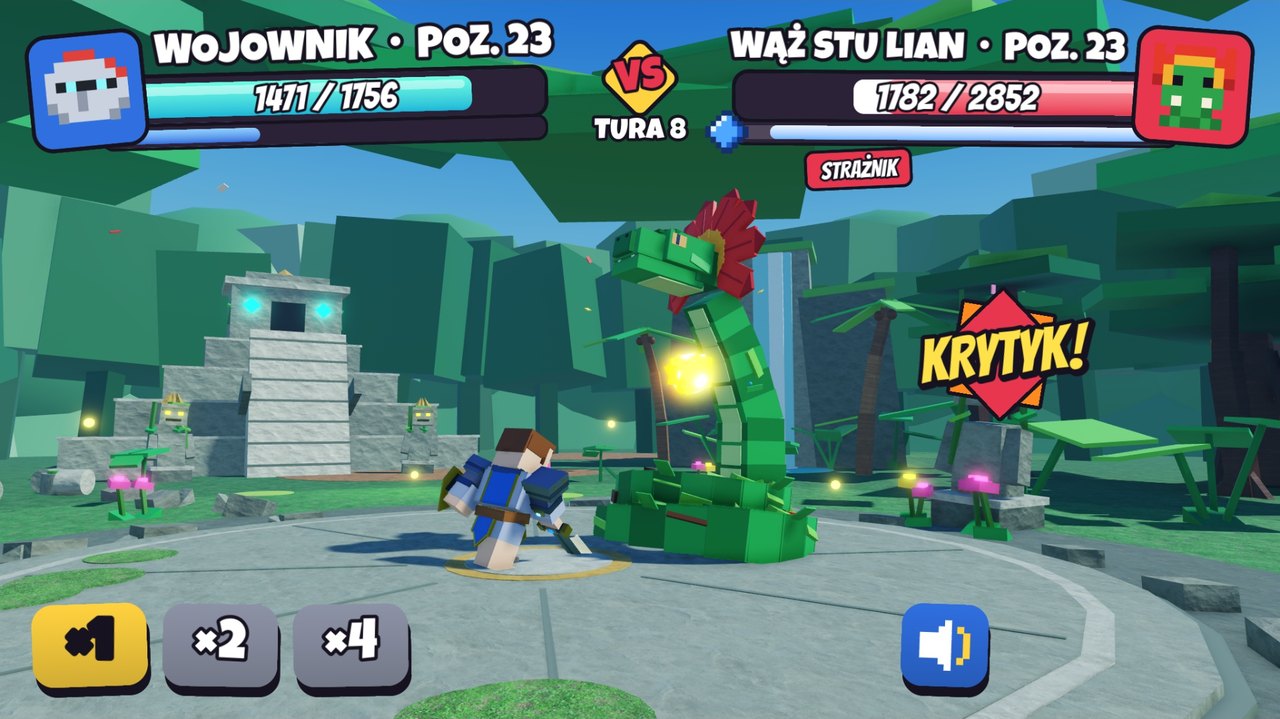 WOJOWNIK • POZ. 23
1471 / 1756
VS
TURA 8
WĄŻ STU LIAN • POZ. 23
1782 / 2852
STRAŻNIK
KRYTYK!
×1
×2
×4